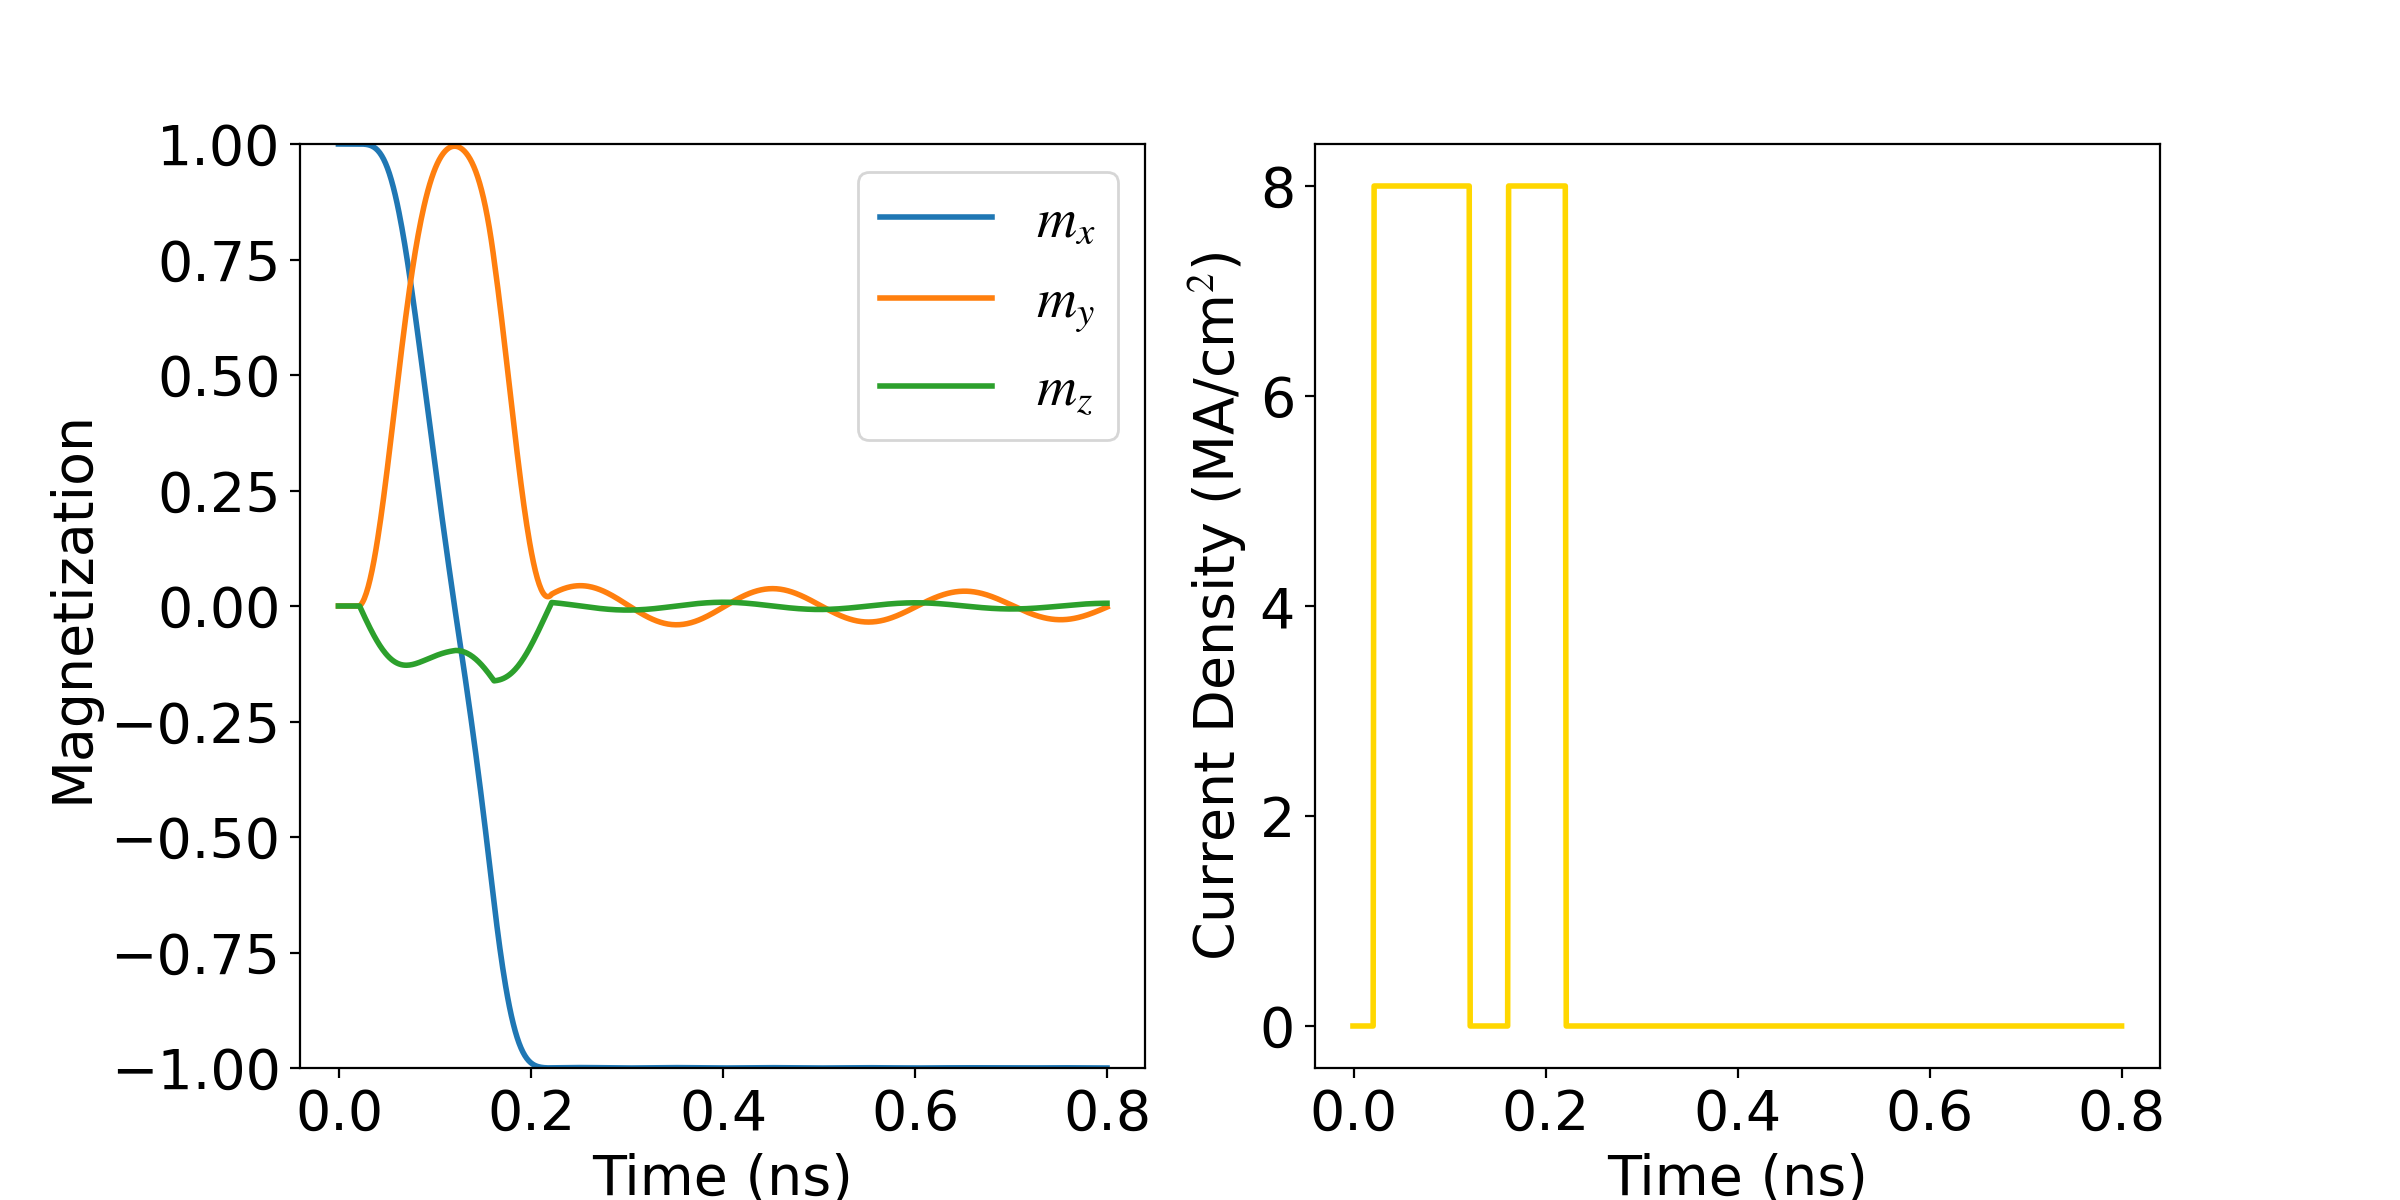 1.00
0.75
0.50
0.25
0.00
−0.25
−0.50
−0.75
−1.00
Magnetization
0.0 0.2 0.4 0.6 0.8
Time (ns)
m_x
m_y
m_z
8
6
4
2
0
Current Density (MA/cm²)
0.0 0.2 0.4 0.6 0.8
Time (ns)